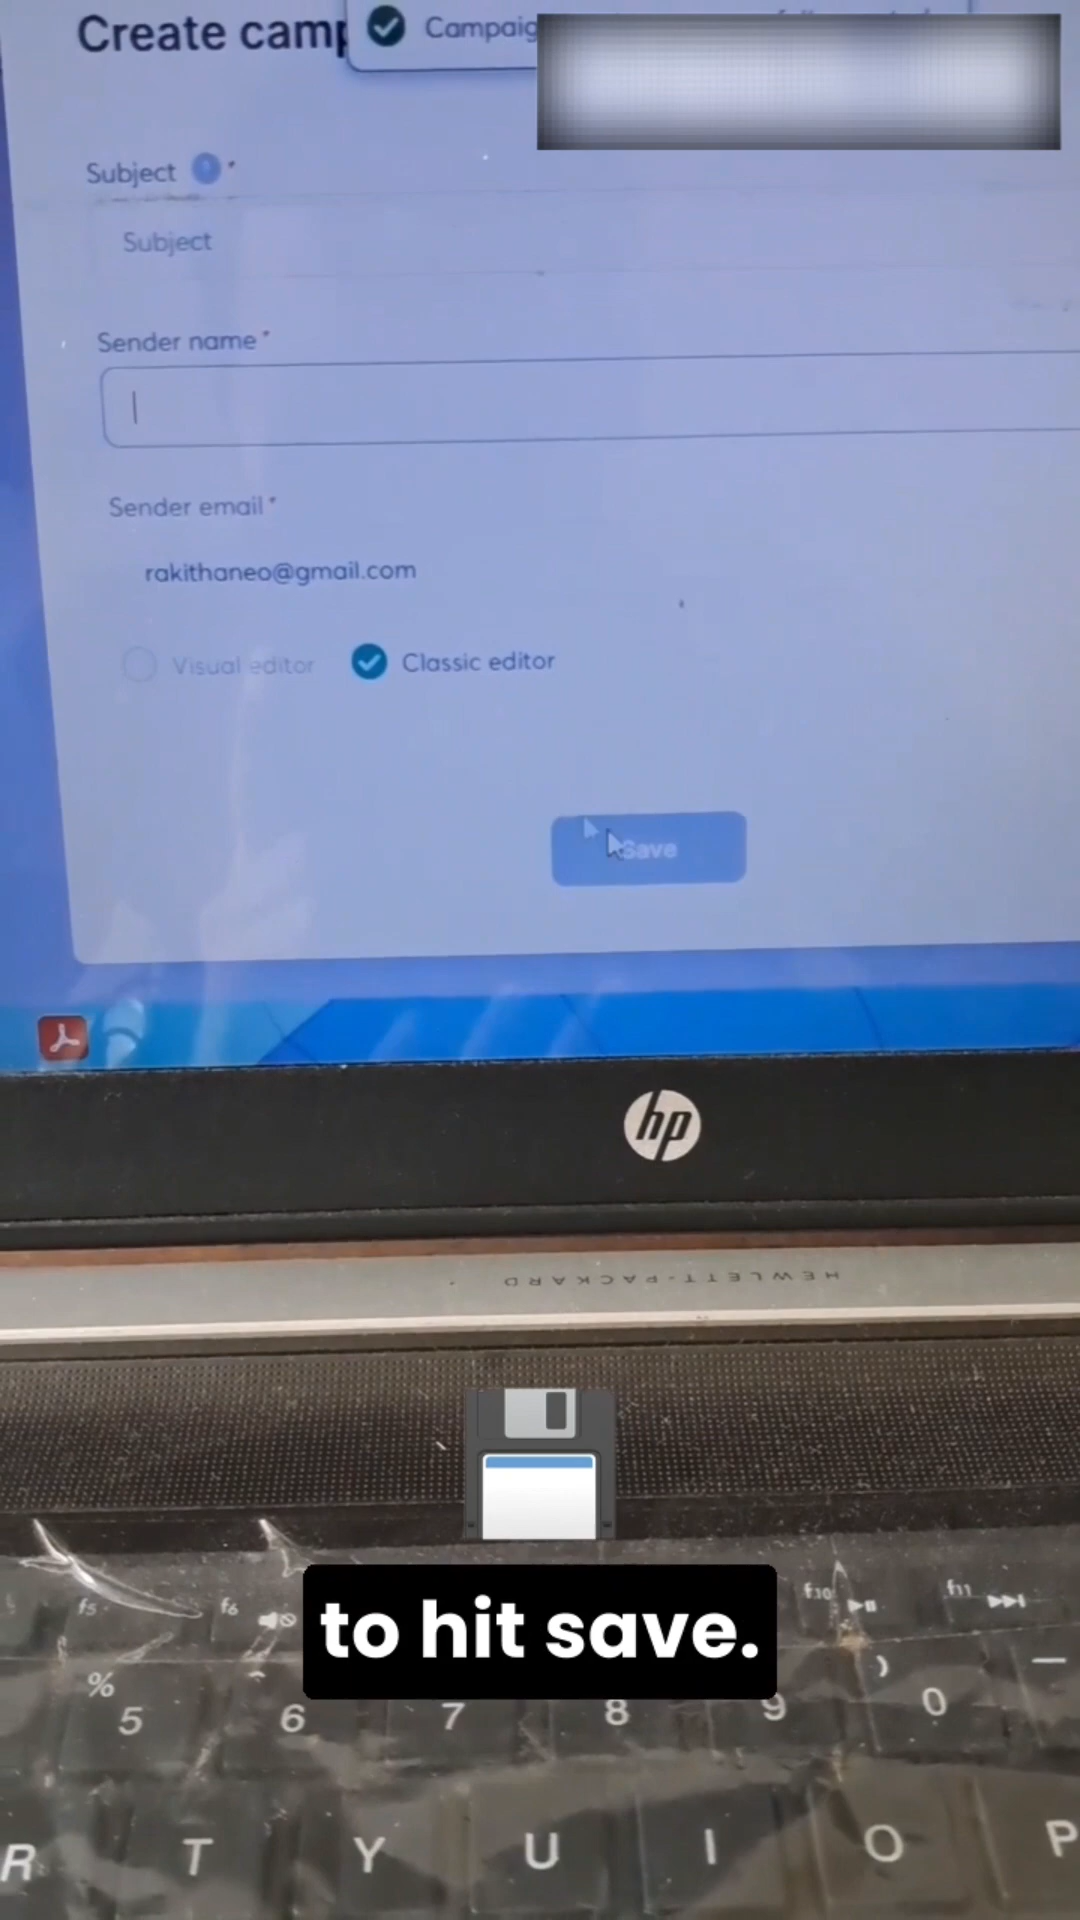 Create camp
Campaig
Subject *
Subject
Sender name *
Sender email *
rakithaneo@gmail.com
Visual editor
Classic editor
Save
hp
HEWLETT-PACKARD
to hit save.
f5
f6
f10
f11
%
)
—
5
6
7
8
9
0
R
T
Y
U
I
O
P